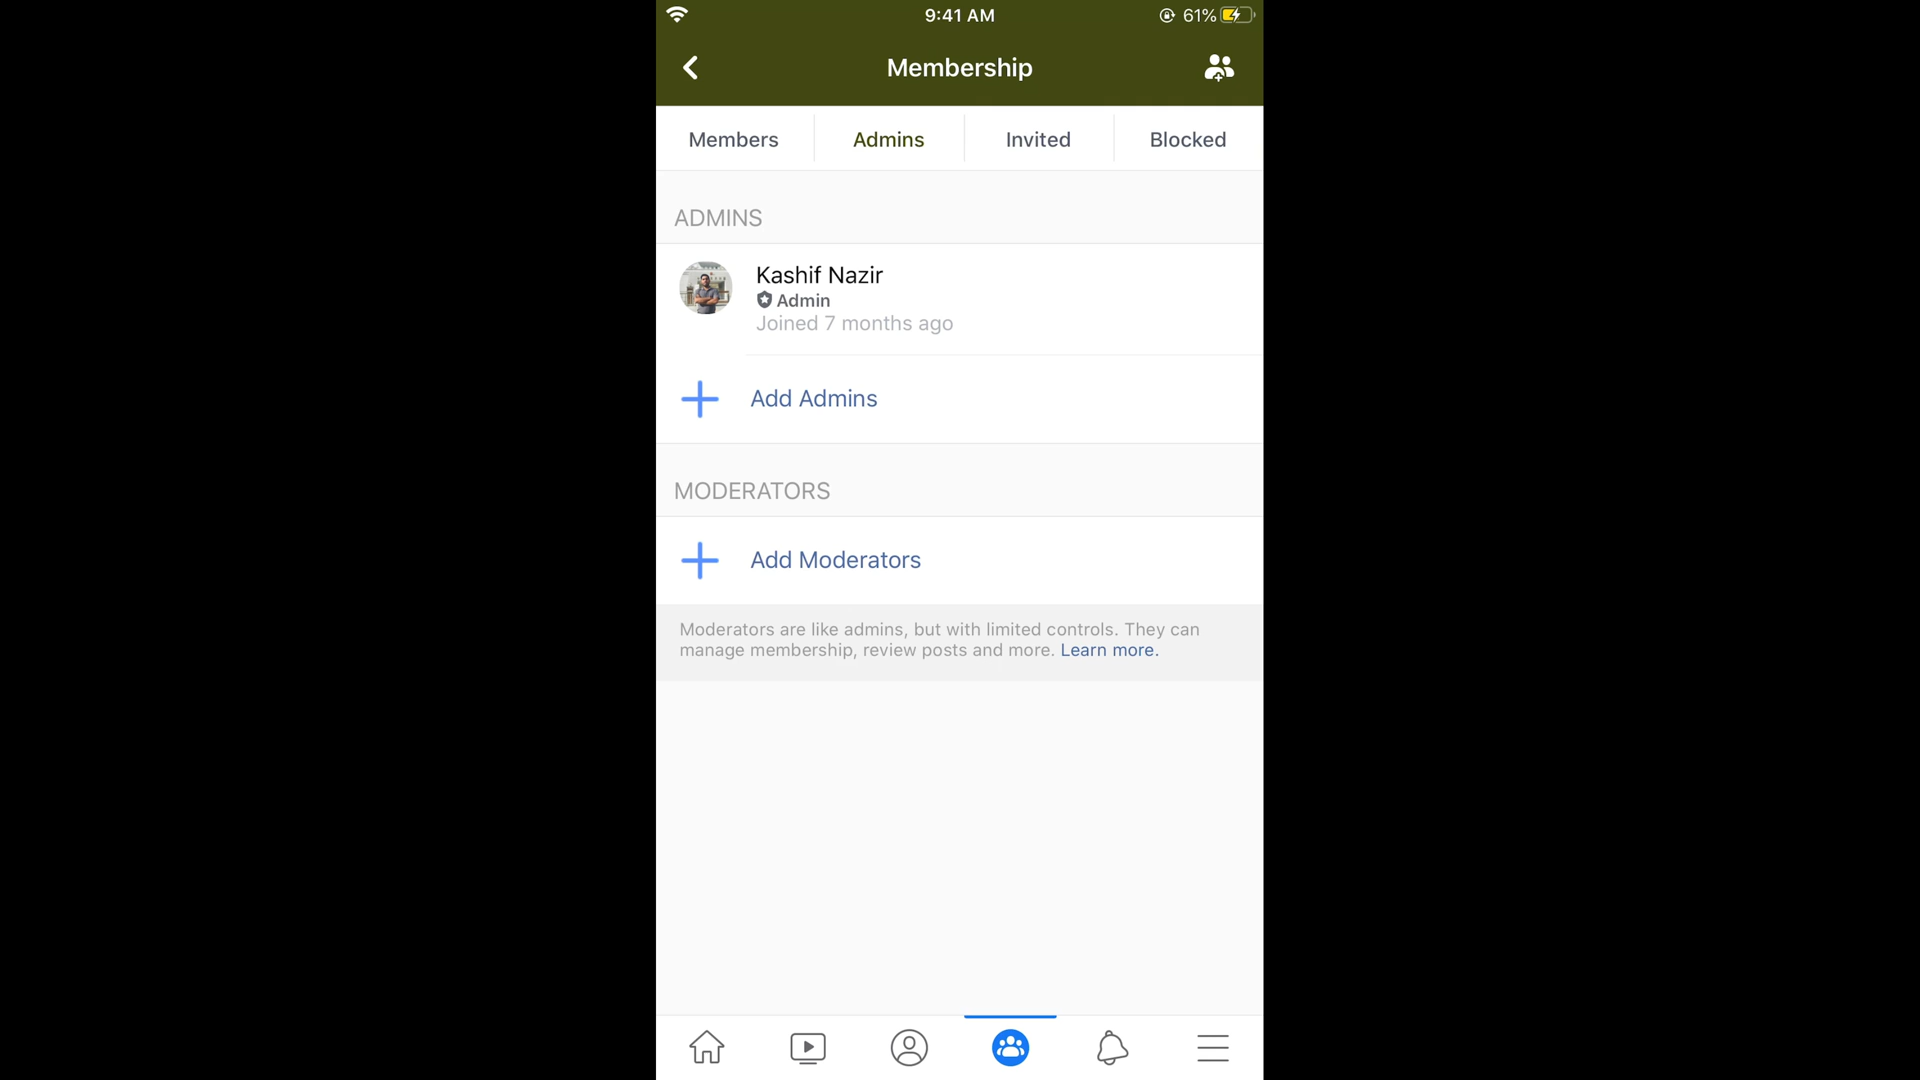 9:41 AM
61%
Membership
Members
Admins
Invited
Blocked
ADMINS
Kashif Nazir
Admin
Joined 7 months ago
Add Admins
MODERATORS
Add Moderators
Moderators are like admins, but with limited controls. They can
manage membership, review posts and more. Learn more.